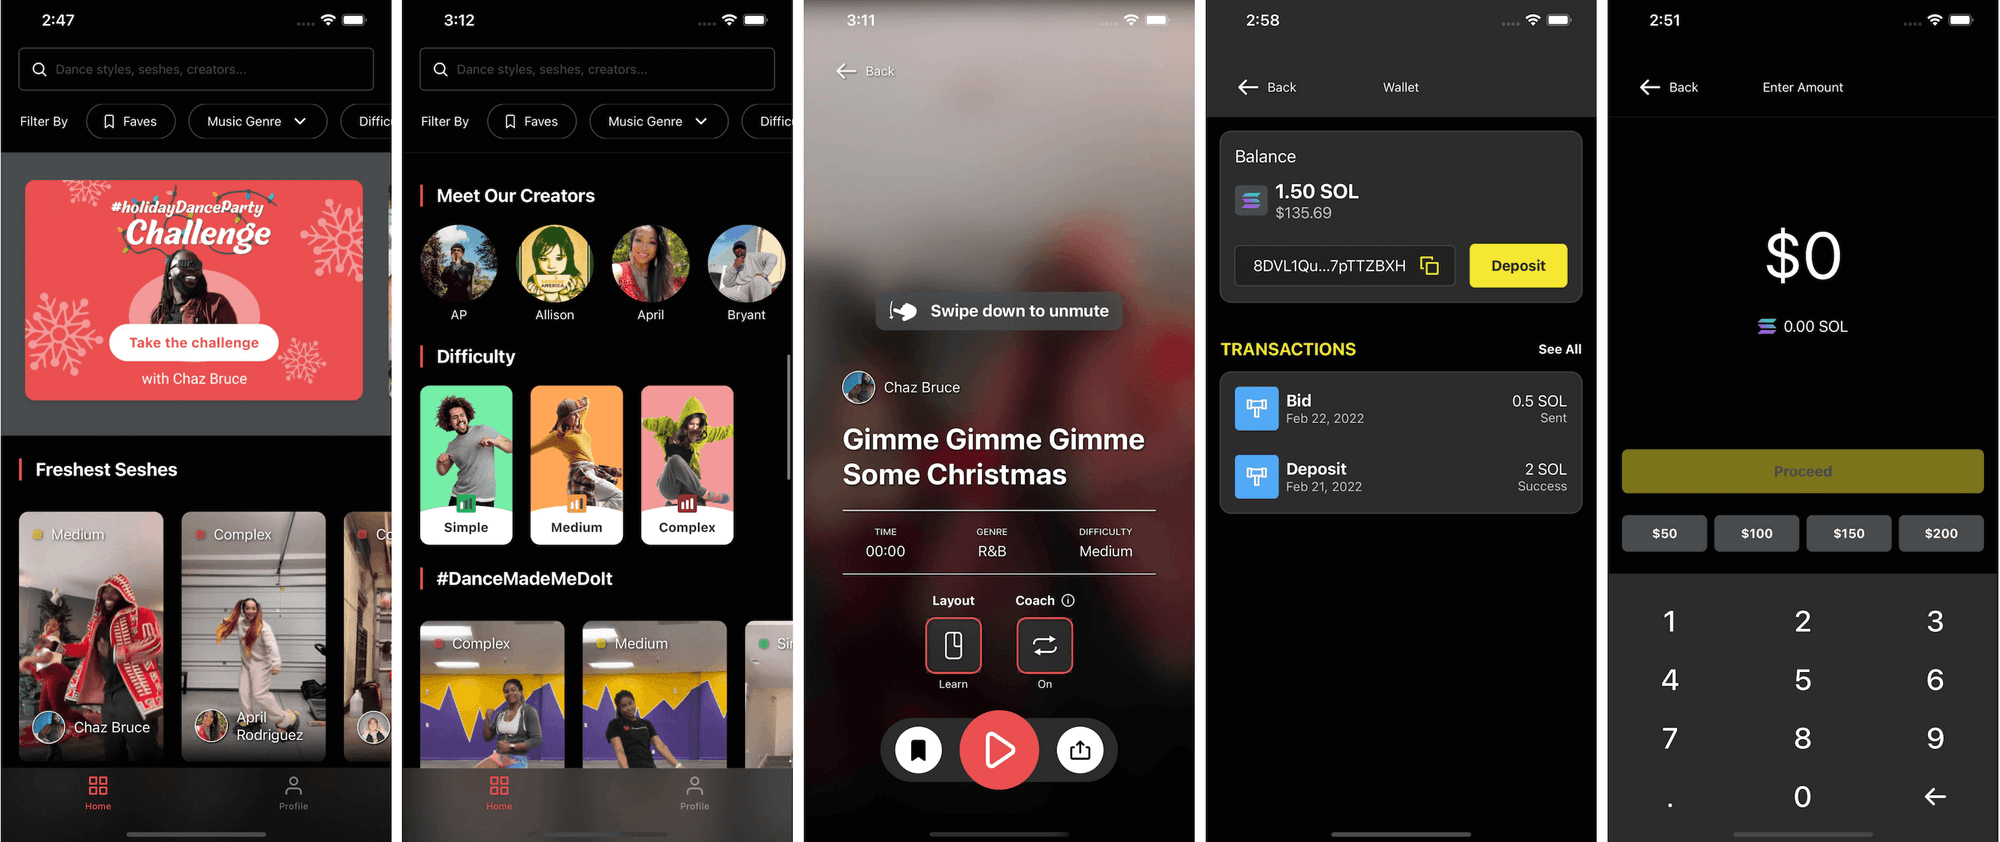 2:47
Dance styles, seshes, creators...
Filter By
Faves
Music Genre
Diffic
#holidayDanceParty
Challenge
Take the challenge
with Chaz Bruce
Freshest Seshes
Medium
Complex
Co
Chaz Bruce
April
Rodriguez
Home
Profile
3:12
Dance styles, seshes, creators...
Filter By
Faves
Music Genre
Diffic
Meet Our Creators
AMERICA
AP
Allison
April
Bryant
Difficulty
Simple
Medium
Complex
#DanceMadeMeDoIt
Complex
Medium
Si
Home
Profile
3:11
Back
Swipe down to unmute
Chaz Bruce
Gimme Gimme Gimme
Some Christmas
TIME
GENRE
DIFFICULTY
00:00
R&B
Medium
Layout
Coach
Learn
On
2:58
Back
Wallet
Balance
1.50 SOL
$135.69
8DVL1Qu...7pTTZBXH
Deposit
TRANSACTIONS
See All
Bid
0.5 SOL
Feb 22, 2022
Sent
Deposit
2 SOL
Feb 21, 2022
Success
2:51
Back
Enter Amount
$0
0.00 SOL
Proceed
$50
$100
$150
$200
1
2
3
4
5
6
7
8
9
.
0